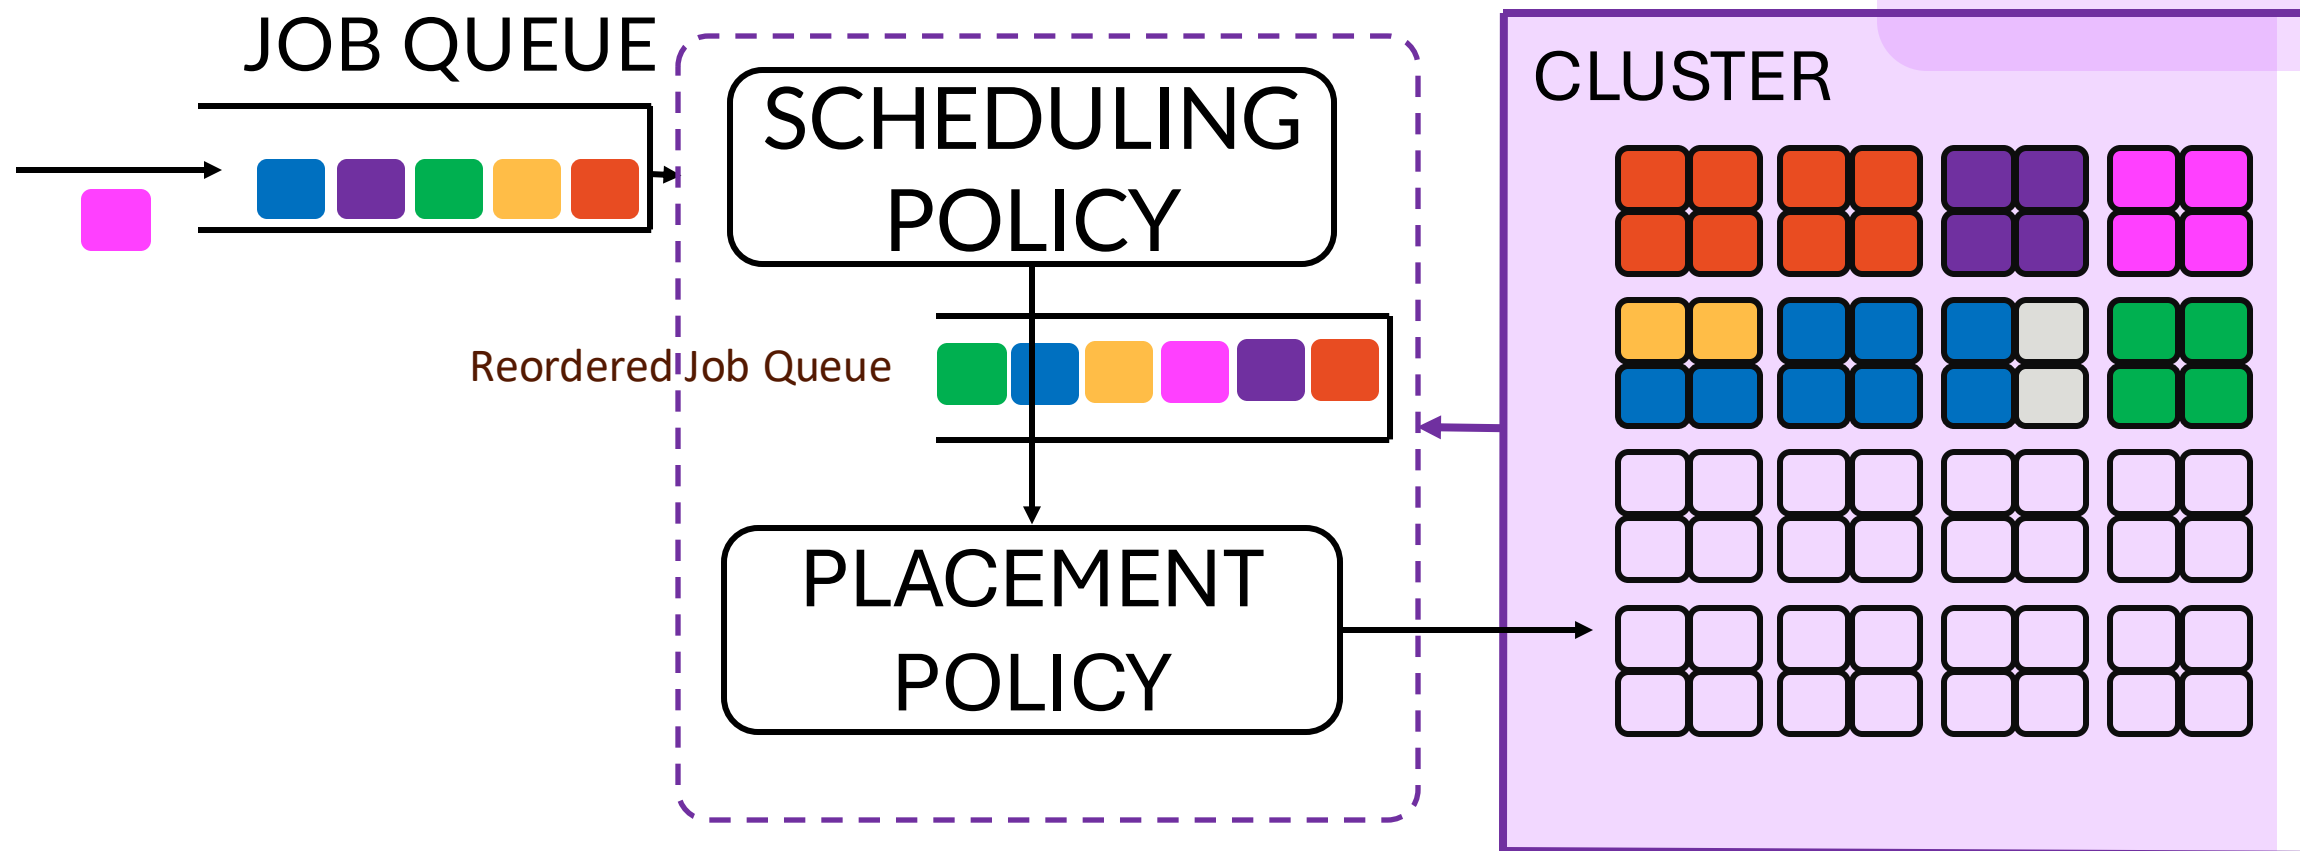 JOB QUEUE
SCHEDULING
POLICY
Reordered Job Queue
PLACEMENT
POLICY
CLUSTER